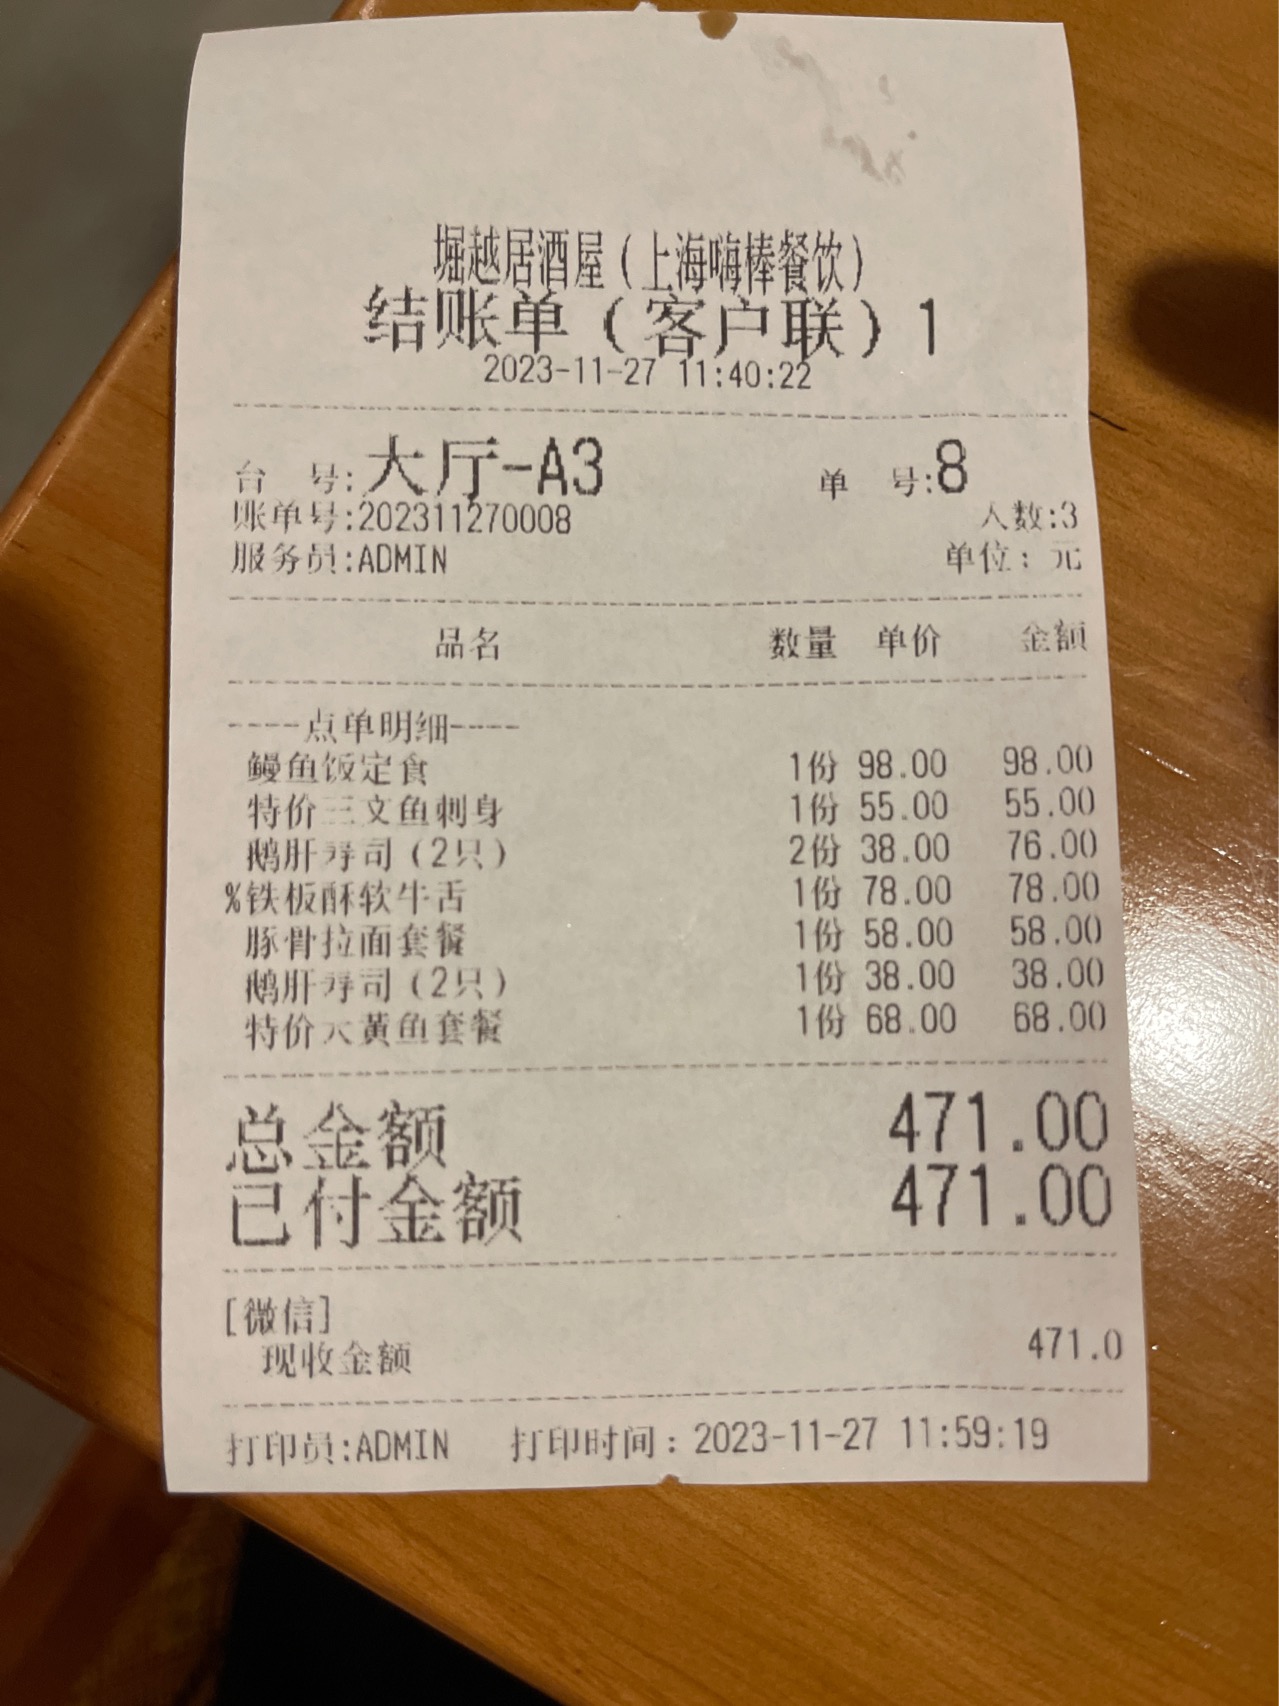 堀越居酒屋(上海嗨棒餐饮)
结账单(客户联)1
2023-11-27 11:40:22
台 号:大厅-A3 单 号:8
账单号:202311270008 人数:3
服务员:ADMIN 单位: 元
品名 数量 单价 金额
----点单明细----
鳗鱼饭定食 1份 98.00 98.00
特价三文鱼刺身 1份 55.00 55.00
鹅肝寿司(2只) 2份 38.00 76.00
%铁板酥软牛舌 1份 78.00 78.00
豚骨拉面套餐 1份 58.00 58.00
鹅肝寿司(2只) 1份 38.00 38.00
特价大黄鱼套餐 1份 68.00 68.00
总金额 471.00
已付金额 471.00
[微信]
现收金额 471.0
打印员:ADMIN 打印时间: 2023-11-27 11:59:19